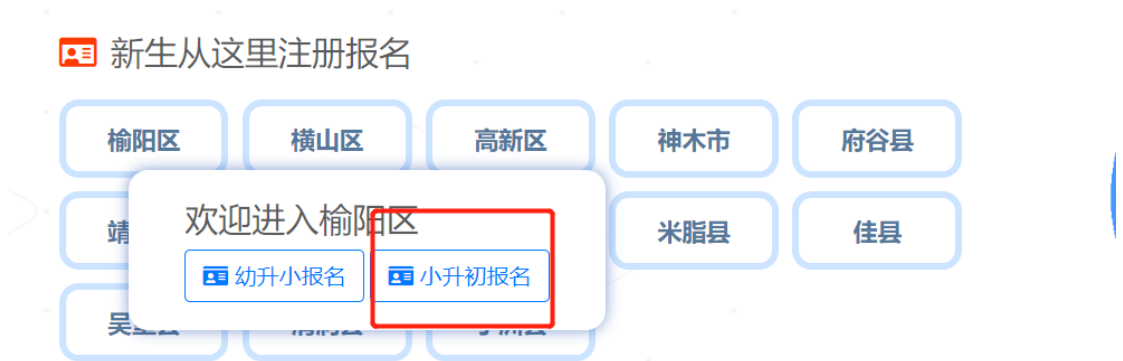 新生从这里注册报名
榆阳区 横山区 高新区 神木市 府谷县
靖 米脂县 佳县
欢迎进入榆阳区
幼升小报名 小升初报名